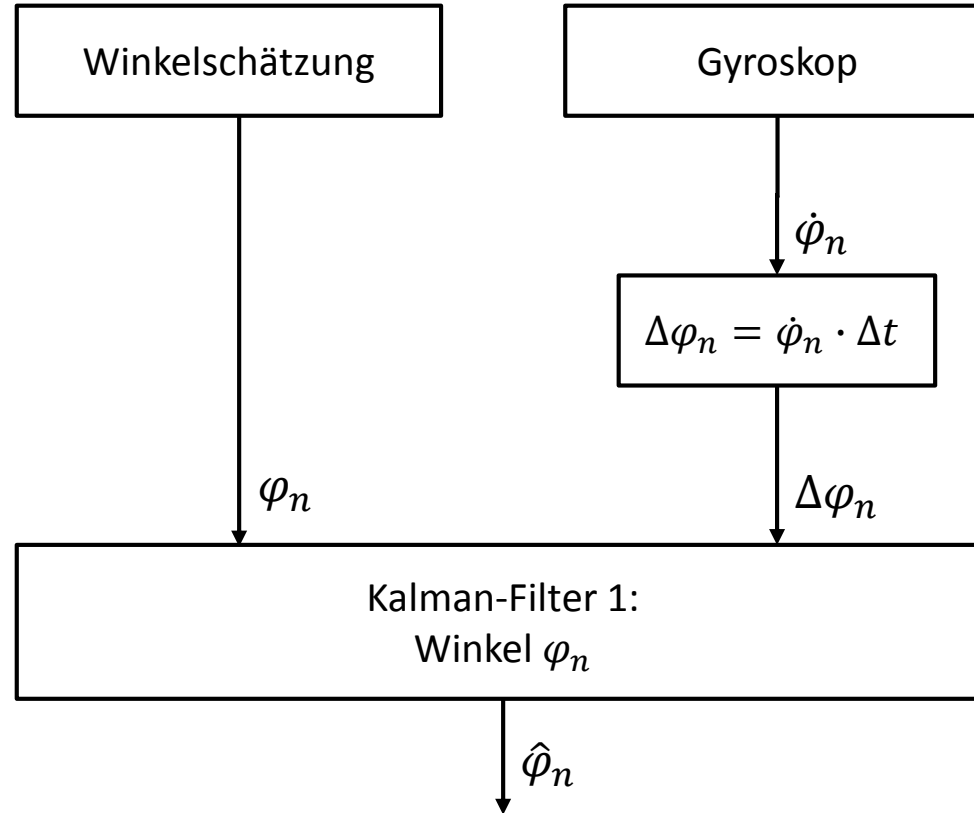 Winkelschätzung
Gyroskop
φ̇ₙ
Δφₙ = φ̇ₙ · Δt
φₙ
Δφₙ
Kalman-Filter 1:
Winkel φₙ
φ̂ₙ